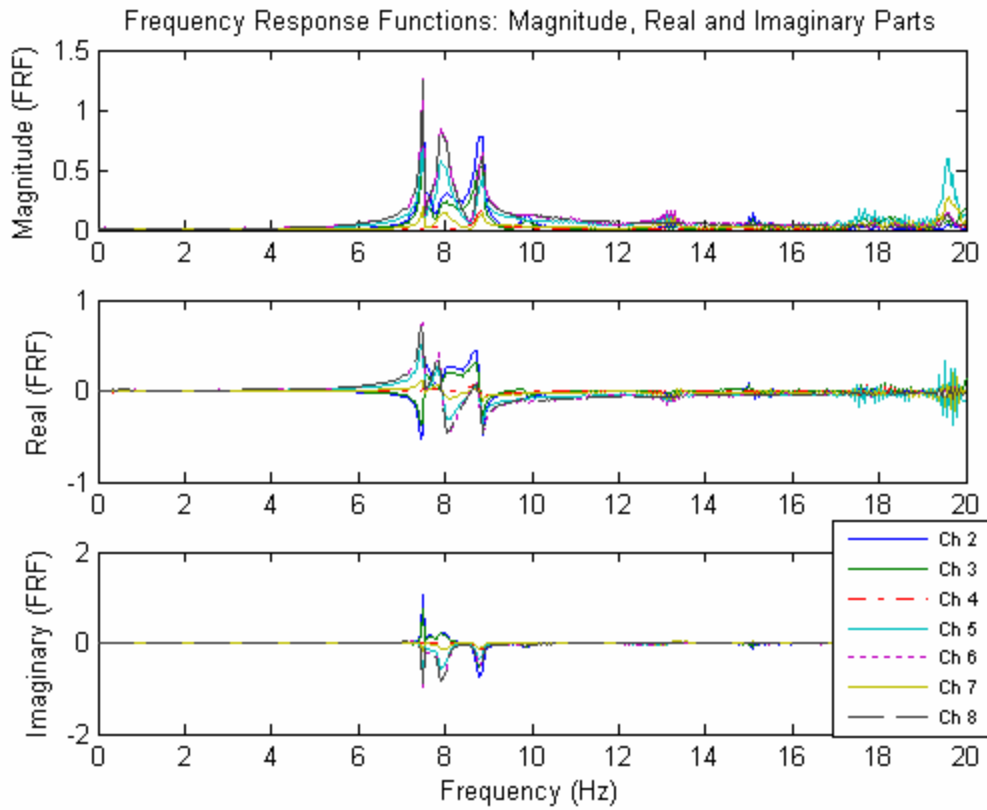 Frequency Response Functions: Magnitude, Real and Imaginary Parts
Magnitude (FRF)
1.5
1
0.5
0
0 2 4 6 8 10 12 14 16 18 20
Real (FRF)
1
0
-1
0 2 4 6 8 10 12 14 16 18 20
Imaginary (FRF)
2
0
-2
0 2 4 6 8 10 12 14 16 18 20
Frequency (Hz)
Ch 2
Ch 3
Ch 4
Ch 5
Ch 6
Ch 7
Ch 8